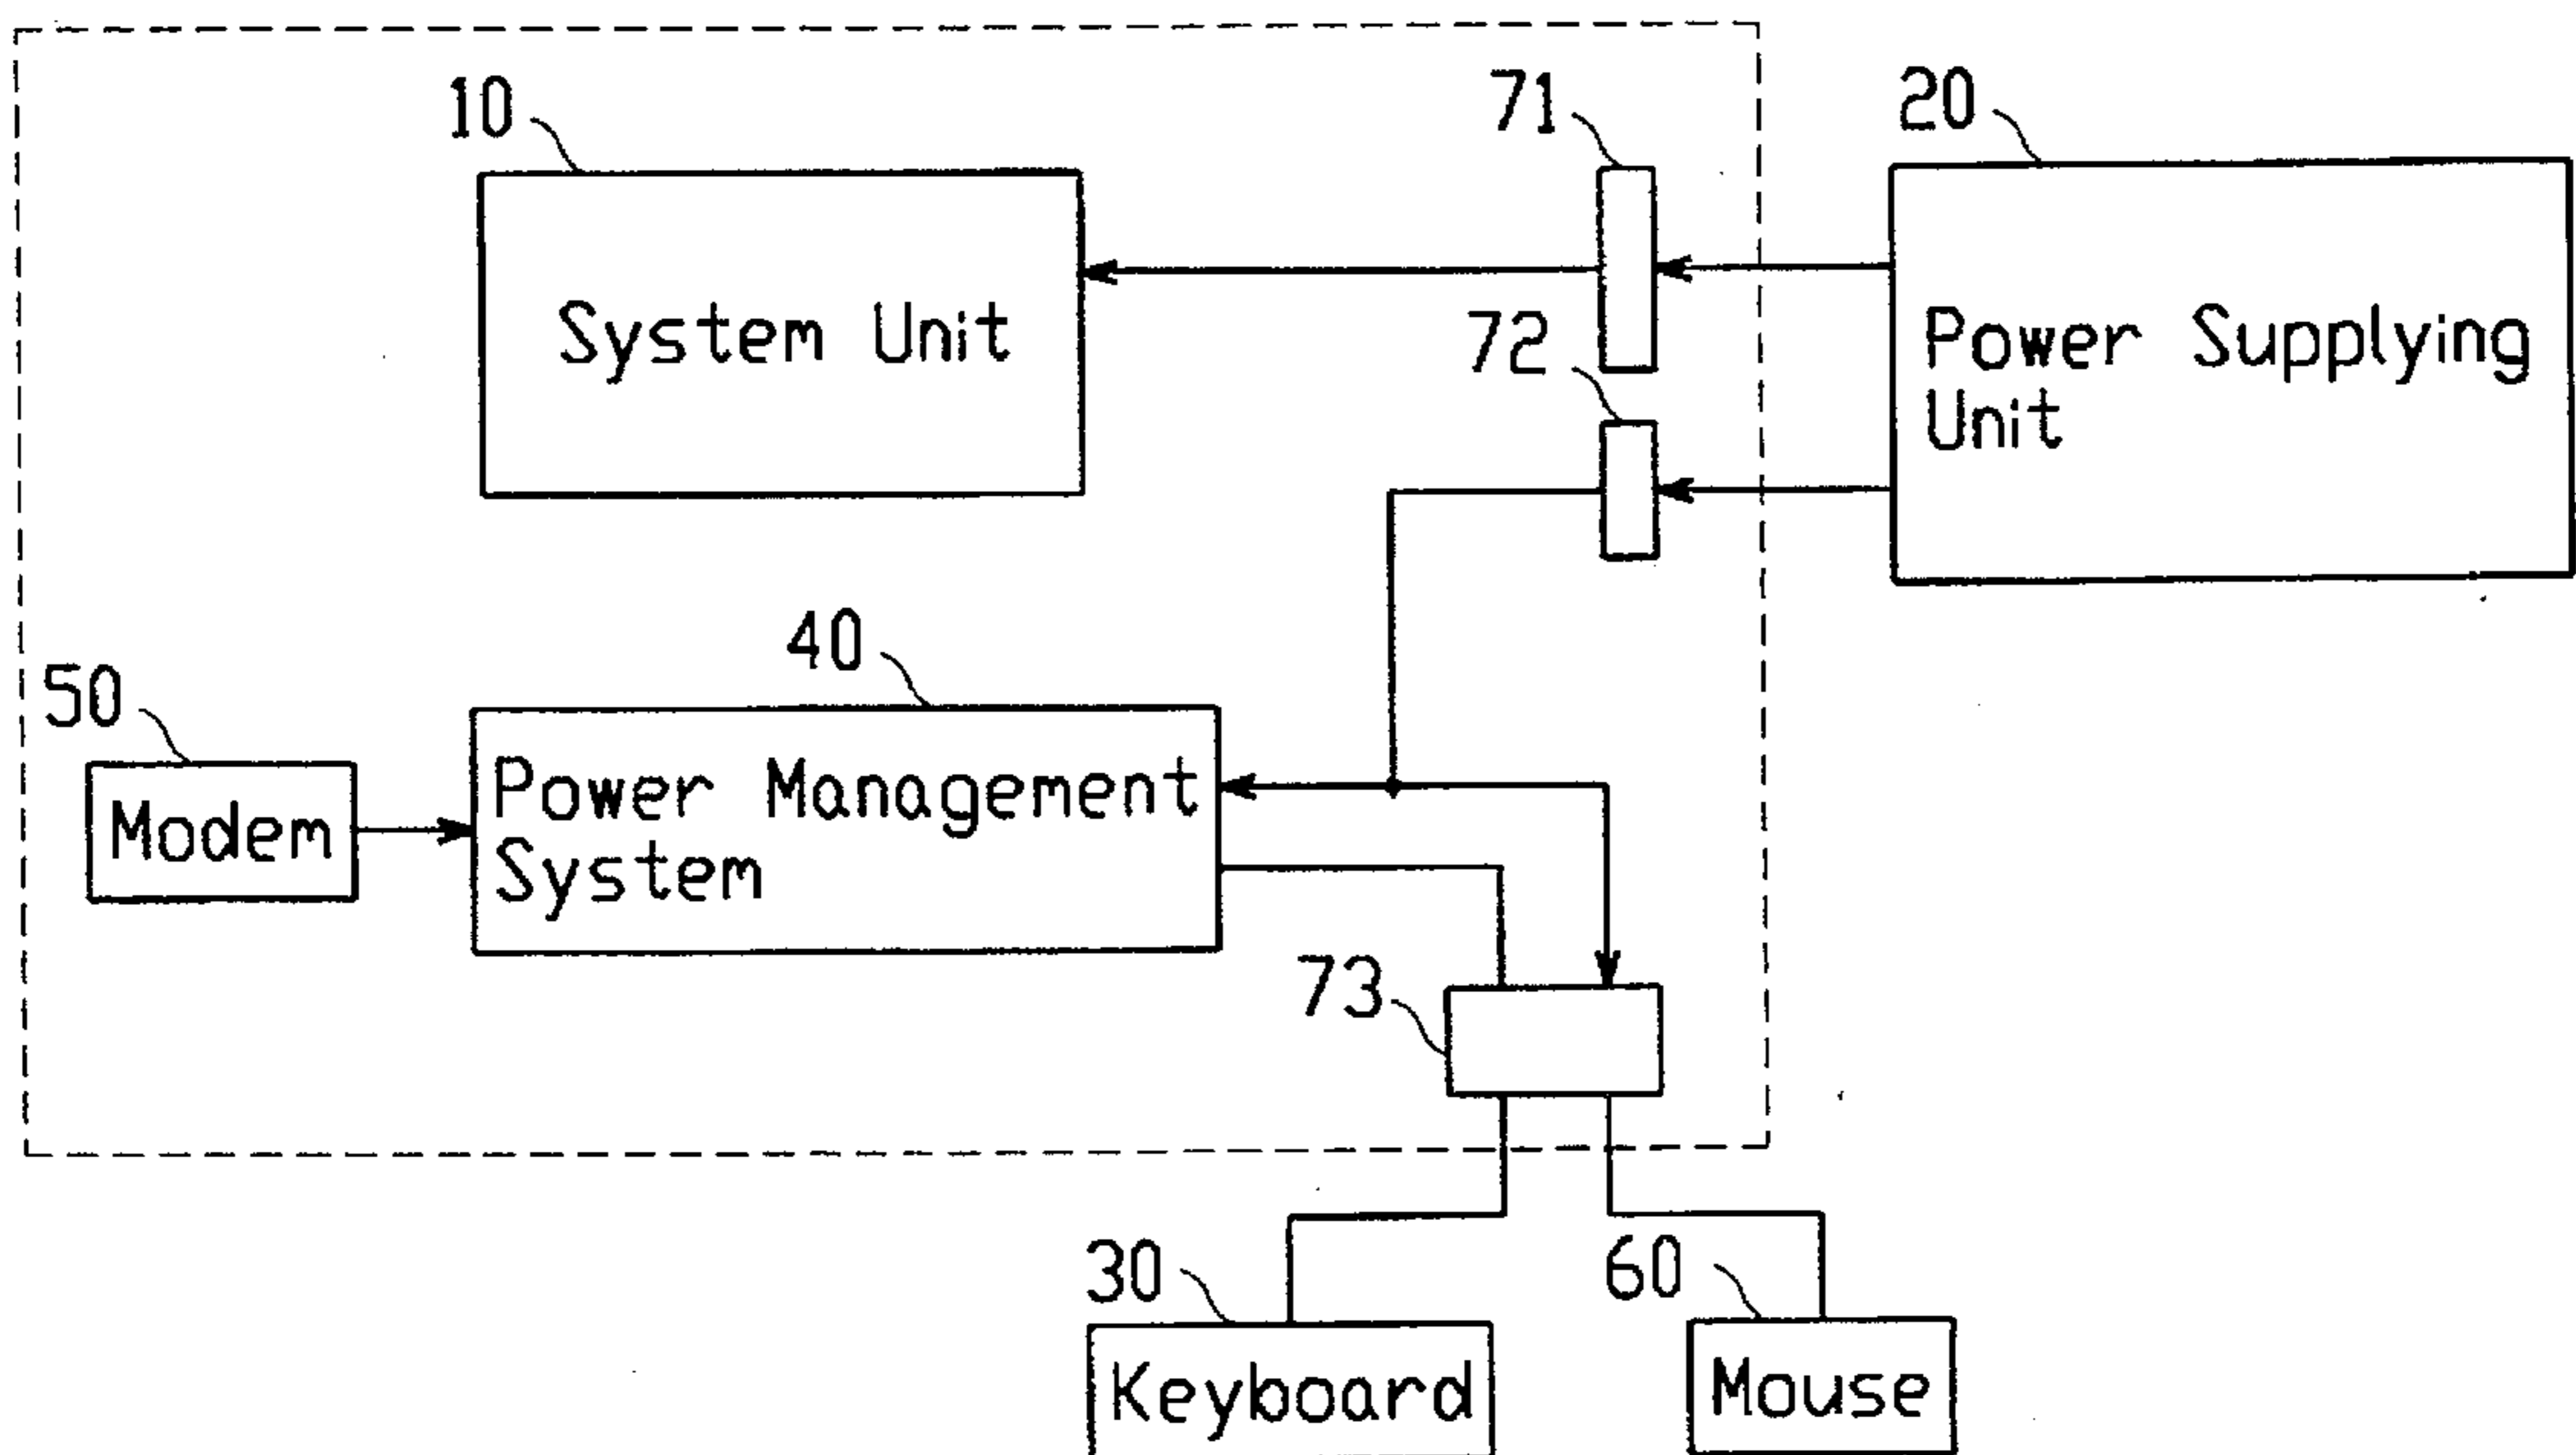 10
71
20
System Unit
72
Power Supplying
Unit
40
50
Power Management
System
Modem
73
30
60
Keyboard
Mouse